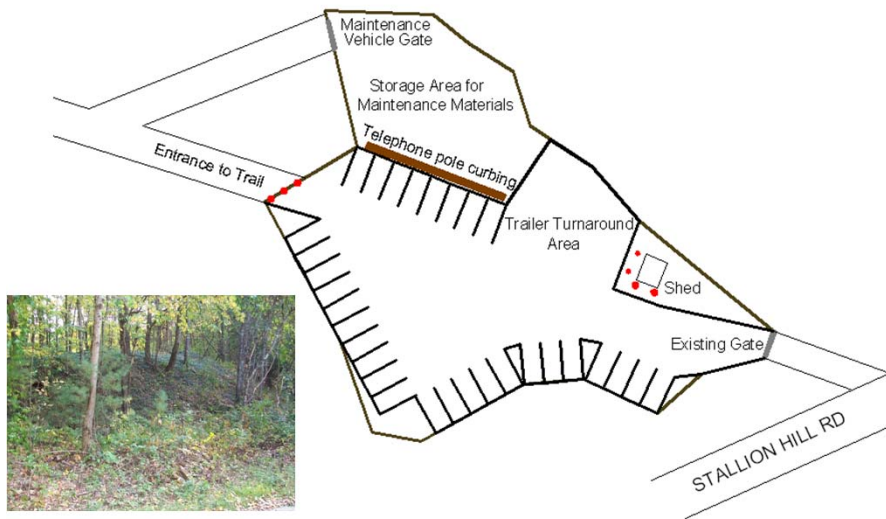 Maintenance
Vehicle Gate
Storage Area for
Maintenance Materials
Telephone pole curbing
Entrance to Trail
Trailer Turnaround
Area
Shed
Existing Gate
STALLION HILL RD